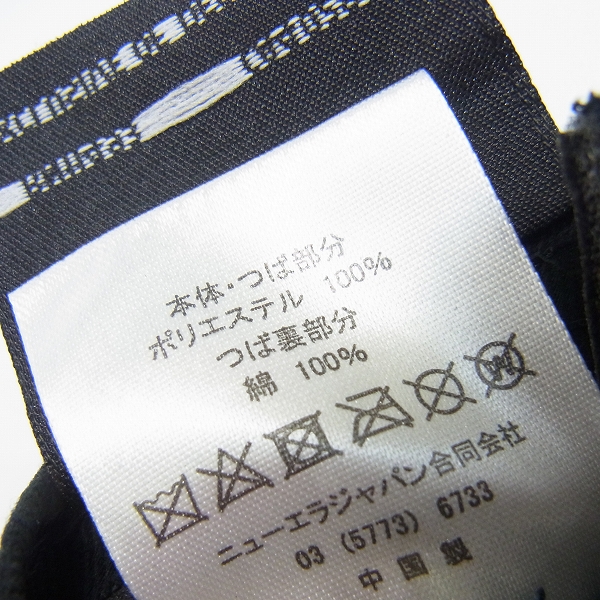 本体・つば部分
ポリエステル 100%
つば裏部分
綿 100%
W
ニューエラジャパン合同会社
03 (5773) 6733
中国製